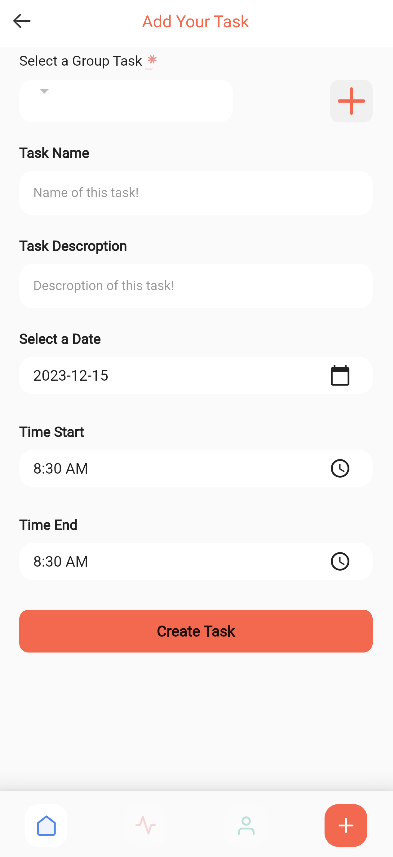 Add Your Task
Select a Group Task *
Task Name
Name of this task!
Task Descroption
Descroption of this task!
Select a Date
2023-12-15
Time Start
8:30 AM
Time End
8:30 AM
Create Task